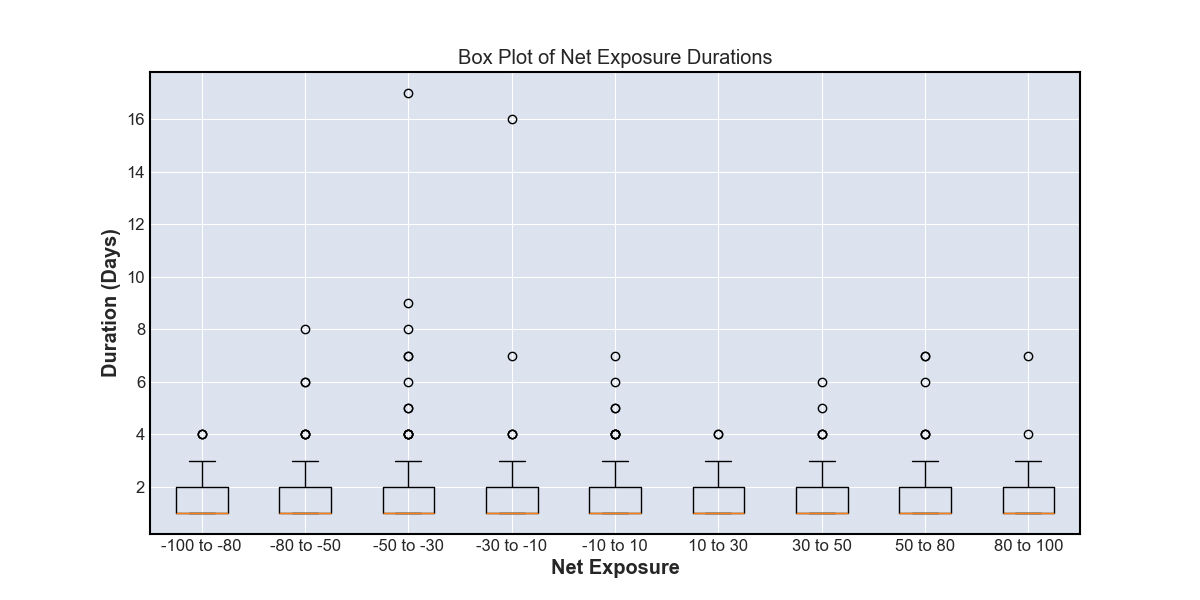 Box Plot of Net Exposure Durations
16
14
12
10
8
6
4
2
Duration (Days)
-100 to -80 -80 to -50 -50 to -30 -30 to -10 -10 to 10 10 to 30 30 to 50 50 to 80 80 to 100
Net Exposure